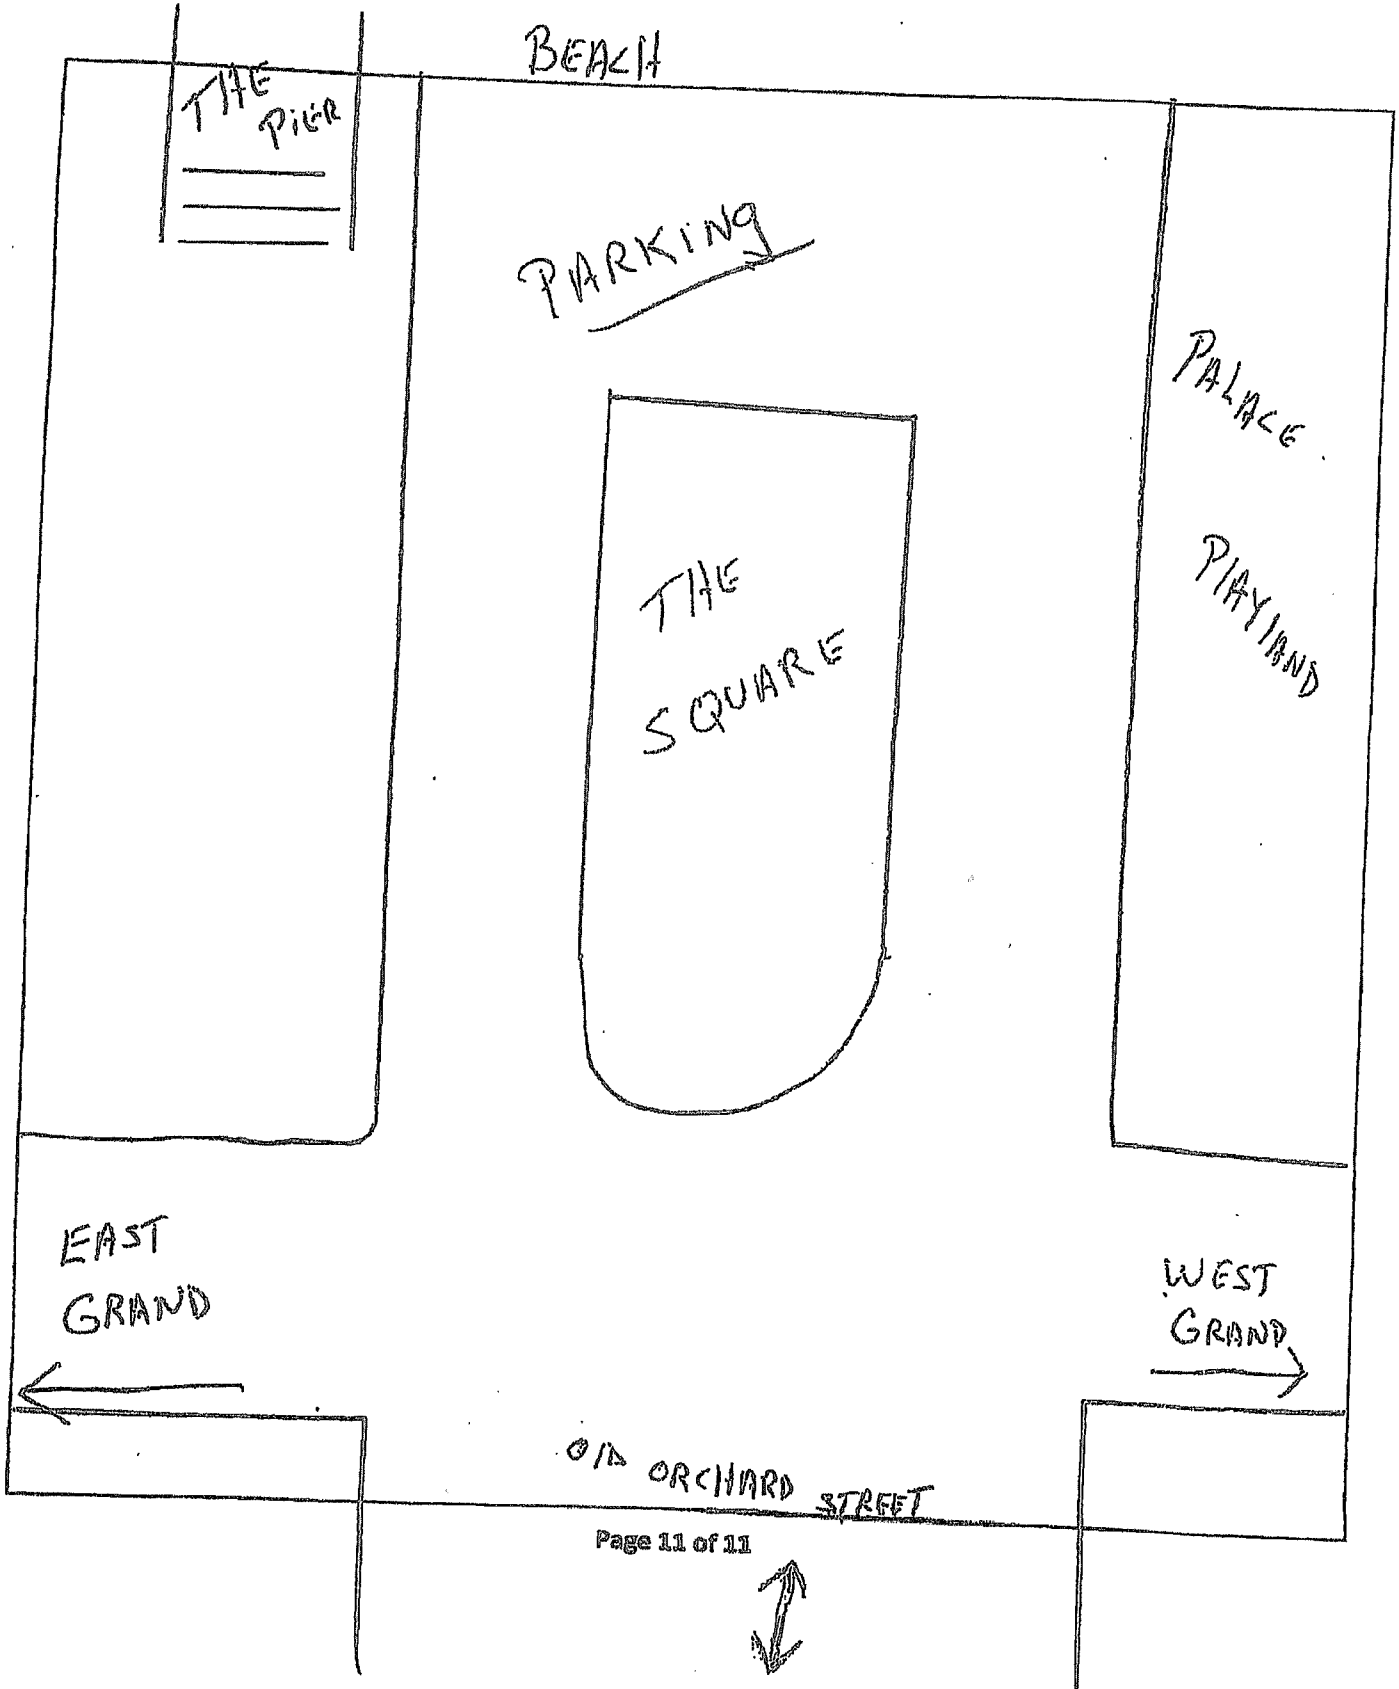 BEACH
THE
PIER
PARKING
PALACE
THE
SQUARE
PLAYLAND
EAST
GRAND
WEST
GRAND
OLD ORCHARD STREET
Page 11 of 11